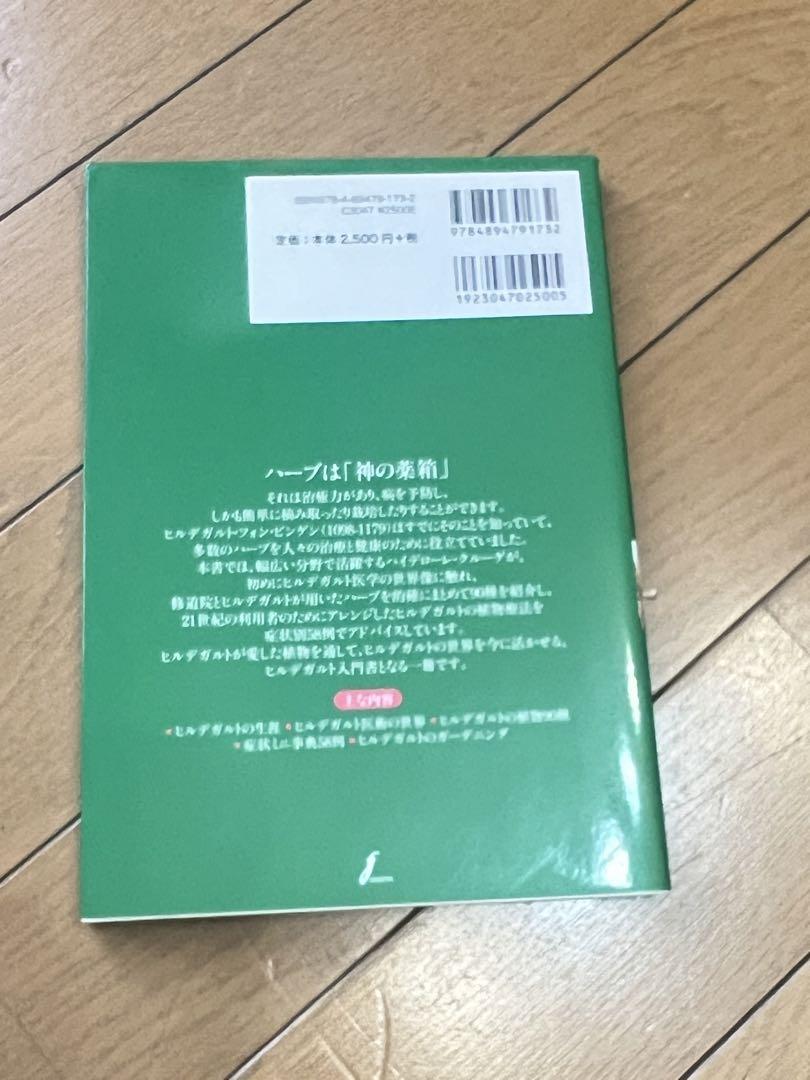 ISBN978-4-89479-173-2
C3047 ¥2500E
定価：本体2,500円+税
9784894791732
1923047025005
ハーブは「神の薬箱」
それは治癒力があり、病を予防し、
しかも簡単に摘み取ったり栽培したりすることができます。
ヒルデガルト・フォン・ビンゲン（1098-1179）はすでにそのことを知っていて、
多数のハーブを人々の治療と健康のために役立てていました。
本書では、幅広い分野で活躍するハイデローレ・クルーゲが、
初めにヒルデガルト医学の世界像に触れ、
修道院とヒルデガルトが用いたハーブを的確にまとめて90種を紹介し、
21世紀の利用者のためにアレンジしたヒルデガルトの植物療法を
症状別58例でアドバイスしています。
ヒルデガルトが愛した植物を通して、ヒルデガルトの世界を今に活かせる、
ヒルデガルト入門書となる一冊です。
主な内容
ヒルデガルトの生涯 ヒルデガルト医術の世界 ヒルデガルトの植物90種
症状ミニ事典58例 ヒルデガルトのガーデニング